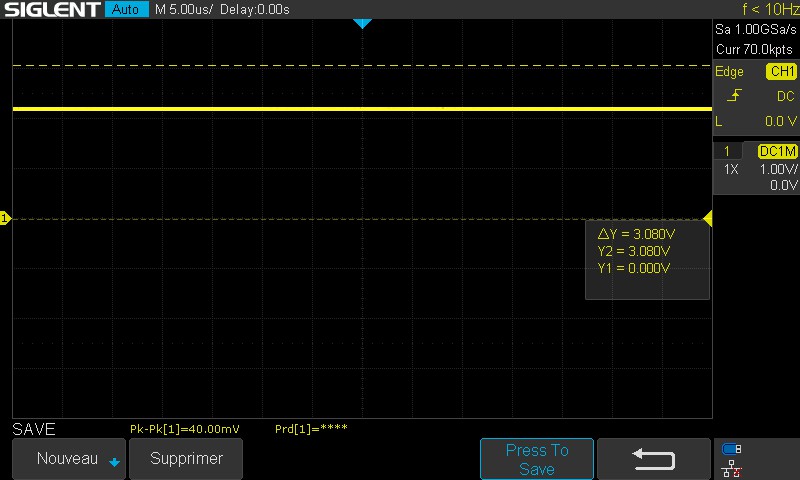 SIGLENT Auto M 5.00us/ Delay:0.00s f < 10Hz
Sa 1.00GSa/s
Curr 70.0kpts
Edge CH1
DC
L 0.0 V
1 DC1M
1X 1.00V/
0.0V
1
ΔY = 3.080V
Y2 = 3.080V
Y1 = 0.000V
SAVE Pk-Pk[1]=40.00mV Prd[1]=****
Nouveau Supprimer Press To
Save